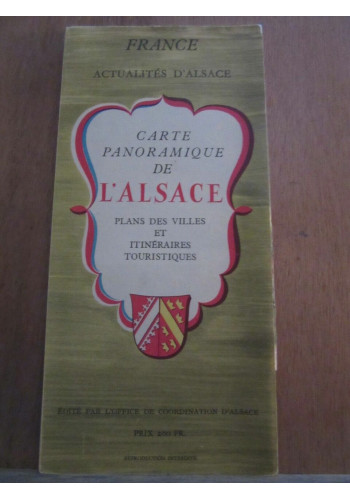 FRANCE
ACTUALITÉS D'ALSACE
CARTE
PANORAMIQUE
DE
L'ALSACE
PLANS DES VILLES
ET
ITINÉRAIRES
TOURISTIQUES
ÉDITÉ PAR L'OFFICE DE COORDINATION D'ALSACE
PRIX